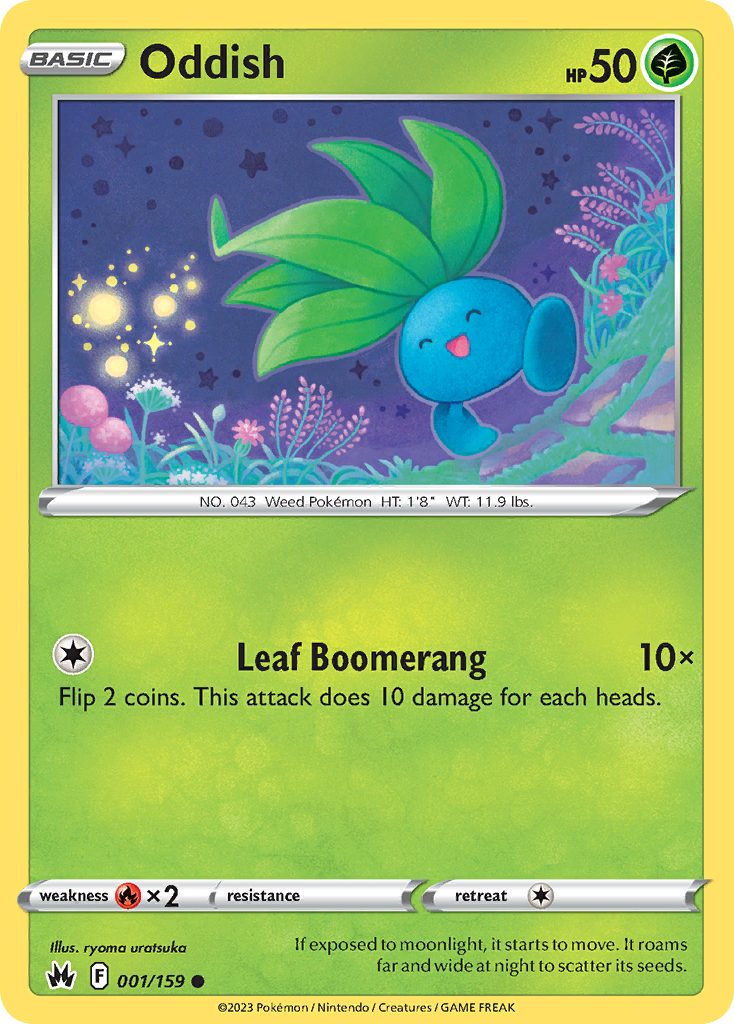 BASIC Oddish HP50
NO. 043 Weed Pokémon HT: 1'8" WT: 11.9 lbs.
Leaf Boomerang 10×
Flip 2 coins. This attack does 10 damage for each heads.
weakness ×2 resistance retreat
Illus. ryoma uratsuka
If exposed to moonlight, it starts to move. It roams
far and wide at night to scatter its seeds.
F 001/159
©2023 Pokémon / Nintendo / Creatures / GAME FREAK